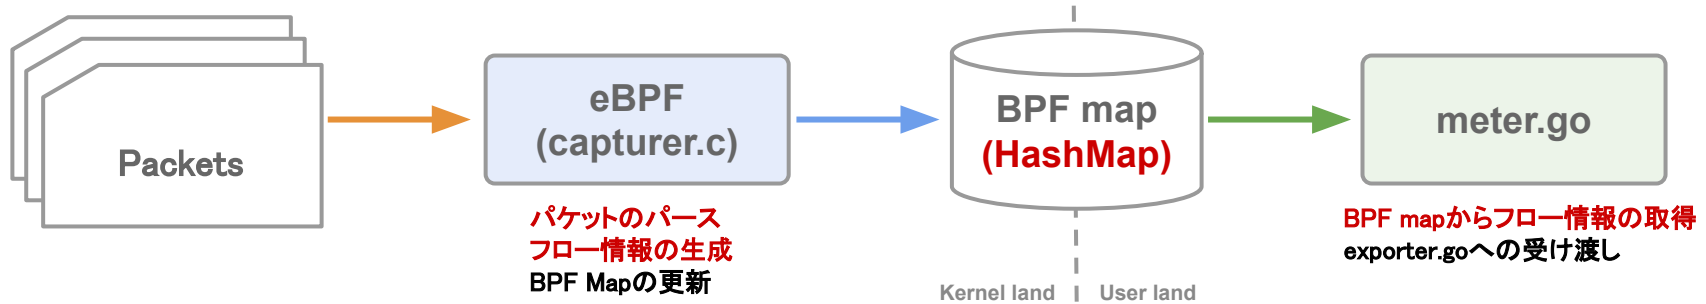 Packets
eBPF
(capturer.c)
パケットのパース
フロー情報の生成
BPF Mapの更新
BPF map
(HashMap)
Kernel land
User land
meter.go
BPF mapからフロー情報の取得
exporter.goへの受け渡し